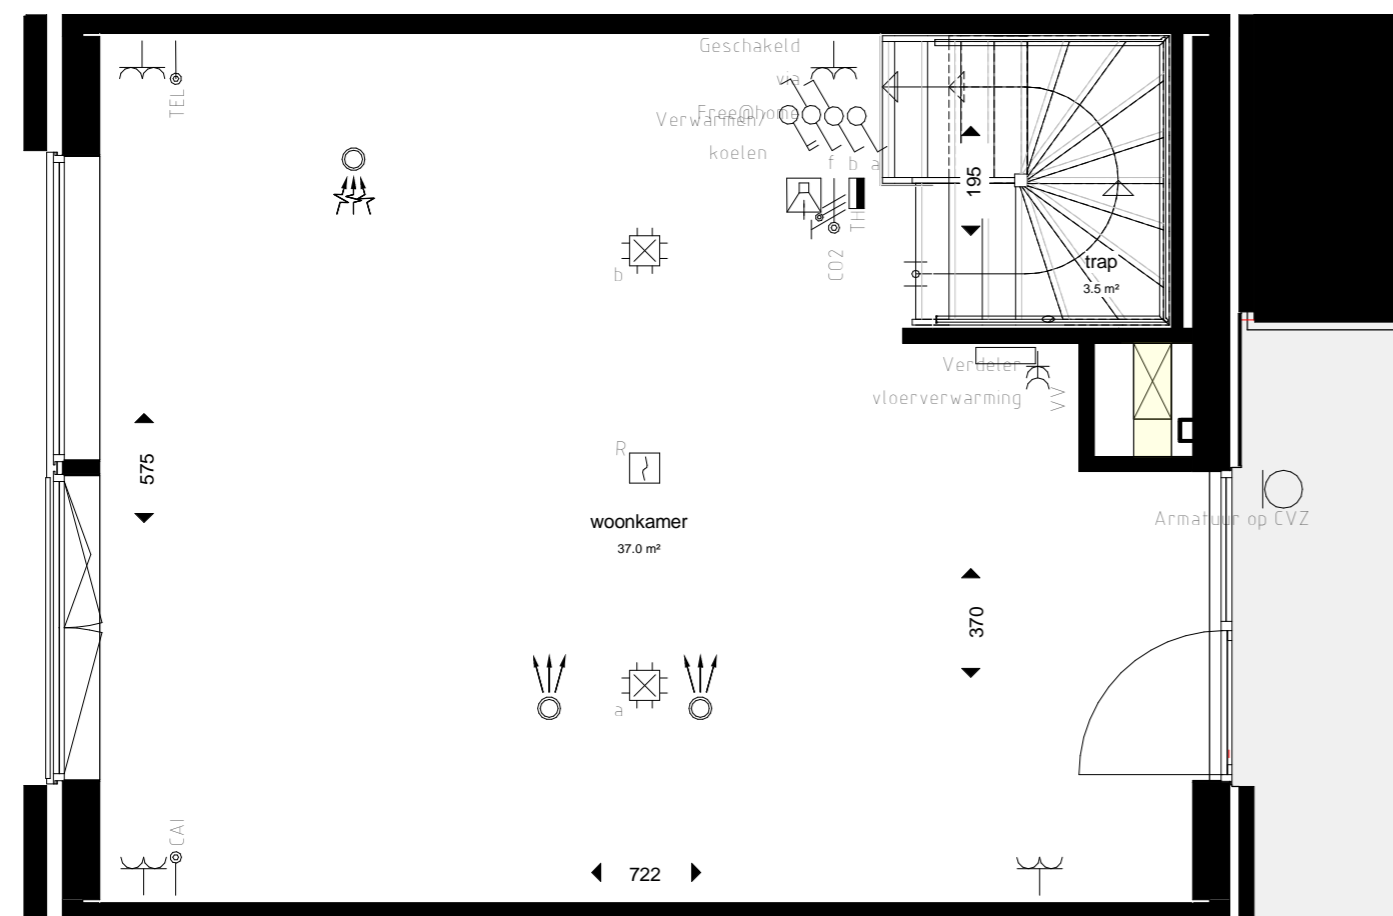 Geschakeld
via
Free@home
Verwarmen/
koelen
f b a
TEL
195
b
CO2
TH
trap
3.5 m²
Verdeler
vloerverwarming
VV
575
R
woonkamer
37.0 m²
Armatuur op CVZ
370
a
CAI
722